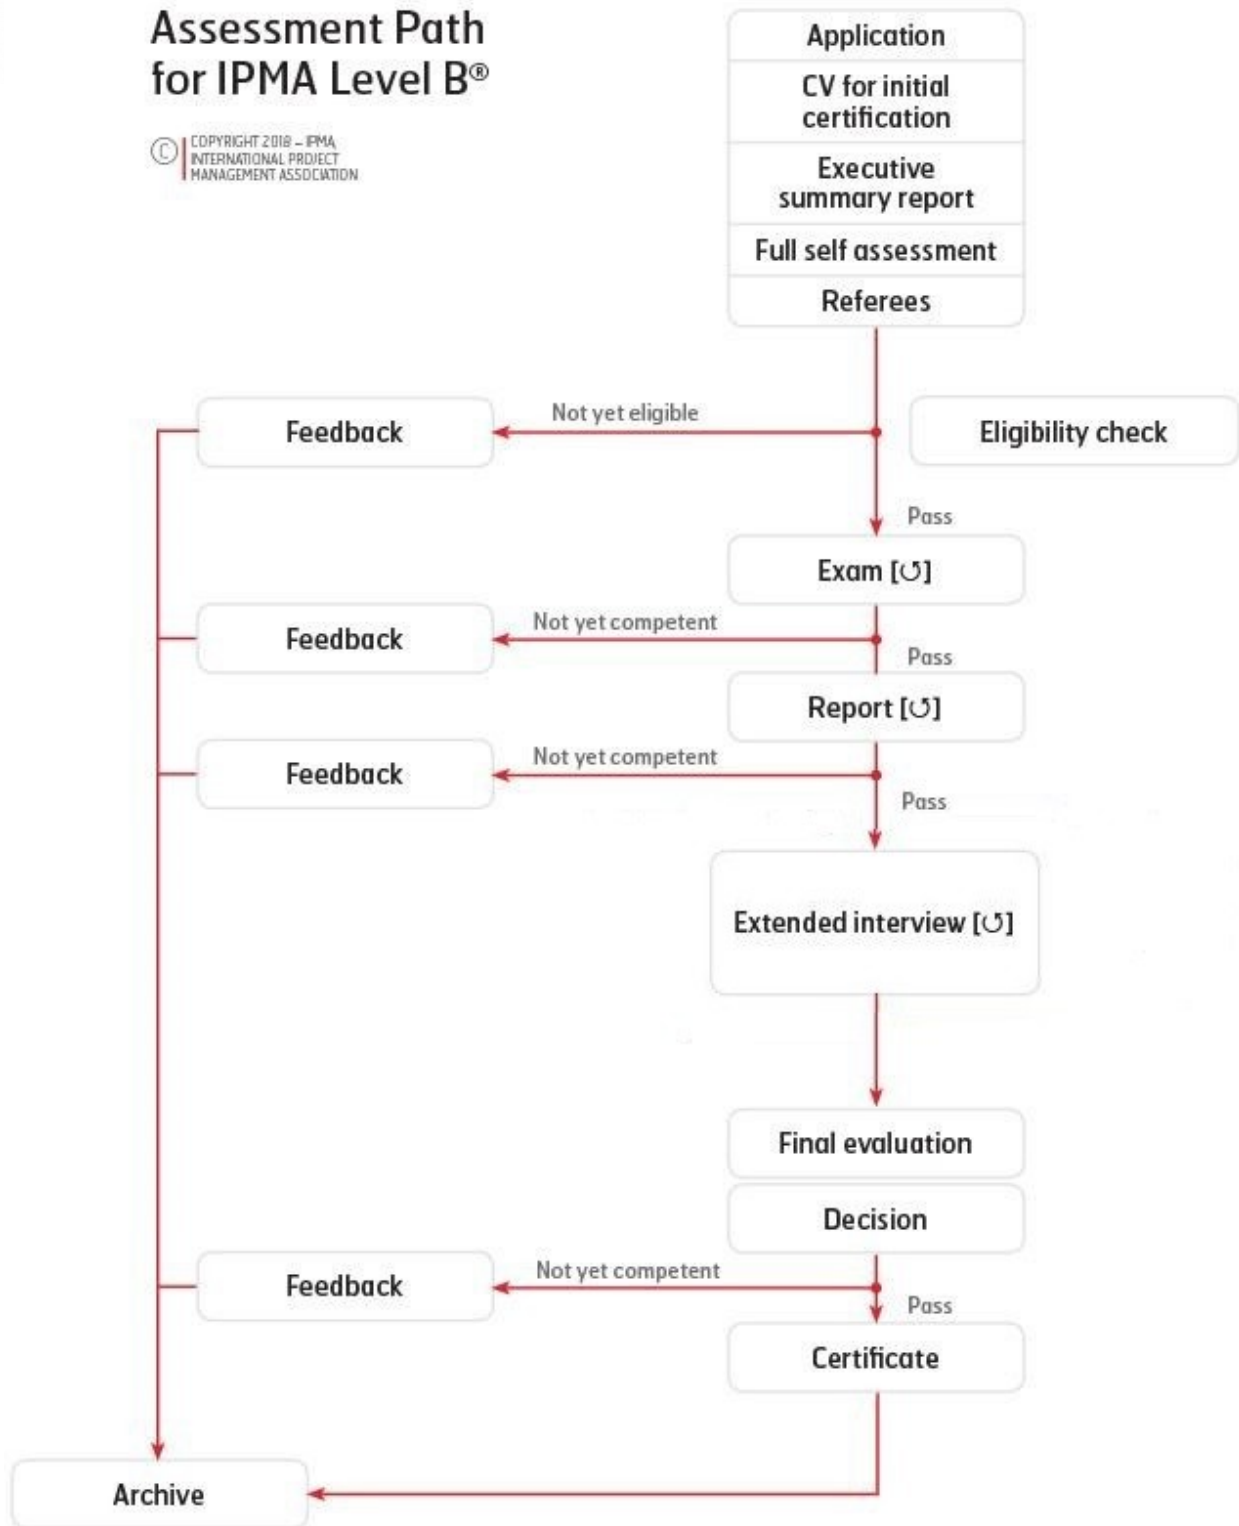 Assessment Path
for IPMA Level B®
© COPYRIGHT 2018 – IPMA,
INTERNATIONAL PROJECT
MANAGEMENT ASSOCIATION
Application
CV for initial
certification
Executive
summary report
Full self assessment
Referees
Feedback
Not yet eligible
Eligibility check
Pass
Exam [↺]
Feedback
Not yet competent
Pass
Report [↺]
Feedback
Not yet competent
Pass
Extended interview [↺]
Final evaluation
Decision
Feedback
Not yet competent
Pass
Certificate
Archive